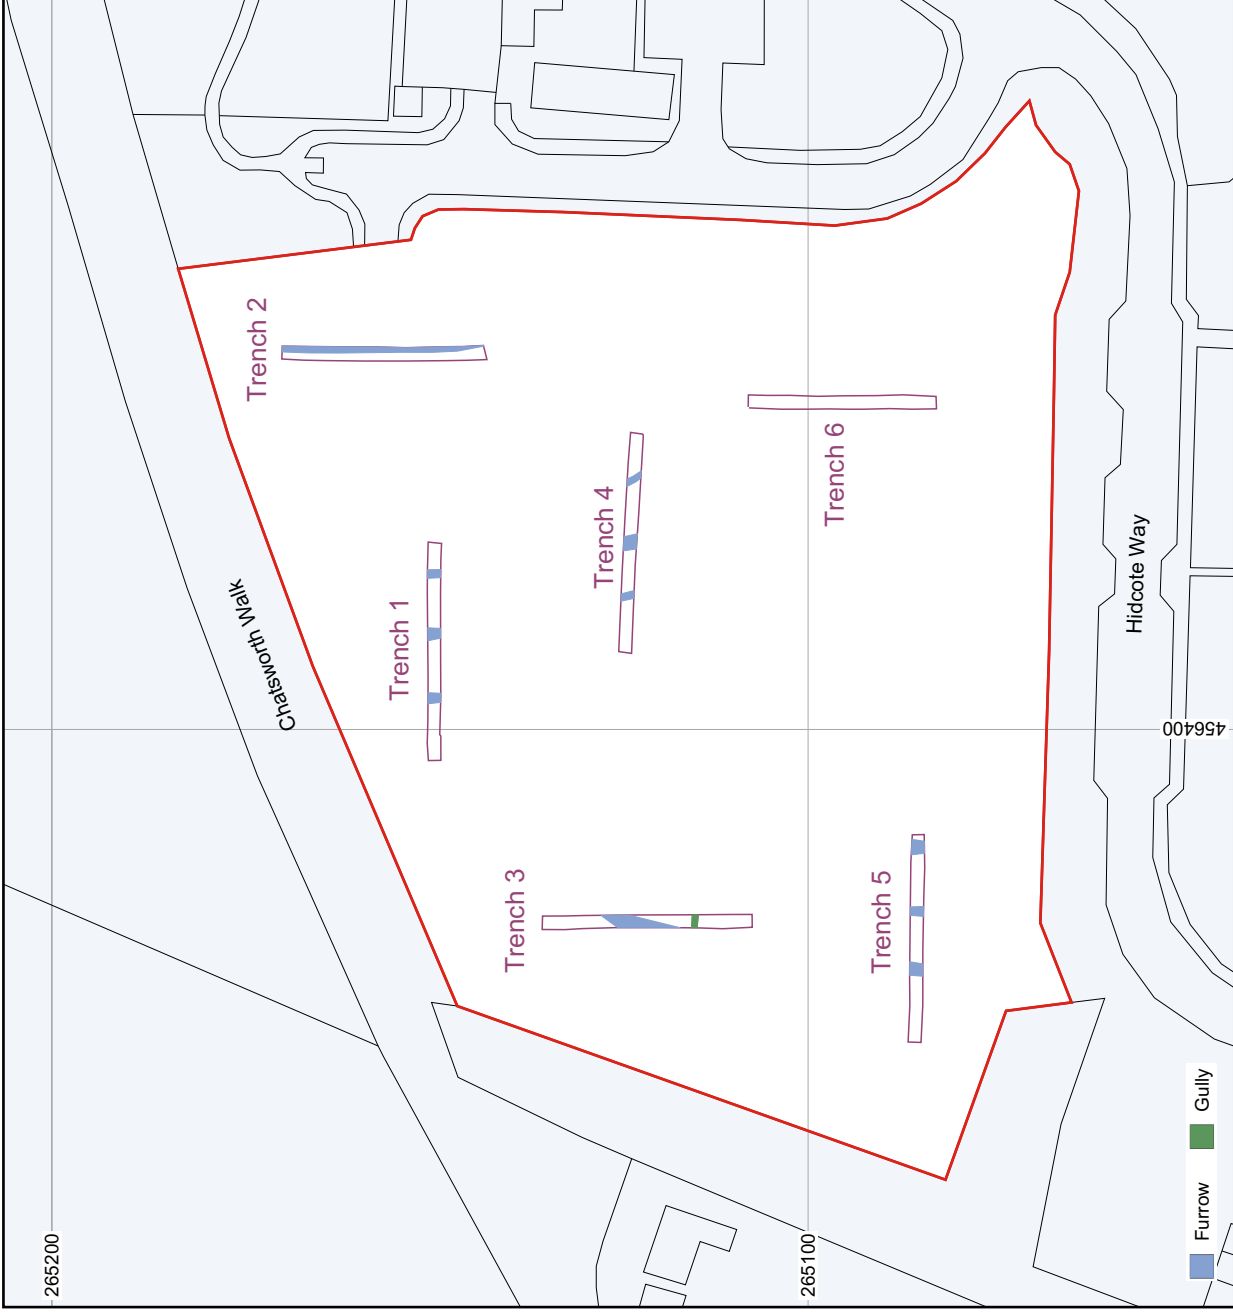 265200
265100
456400
Chatsworth Walk
Hidcote Way
Trench 1
Trench 2
Trench 3
Trench 4
Trench 5
Trench 6
Furrow
Gully